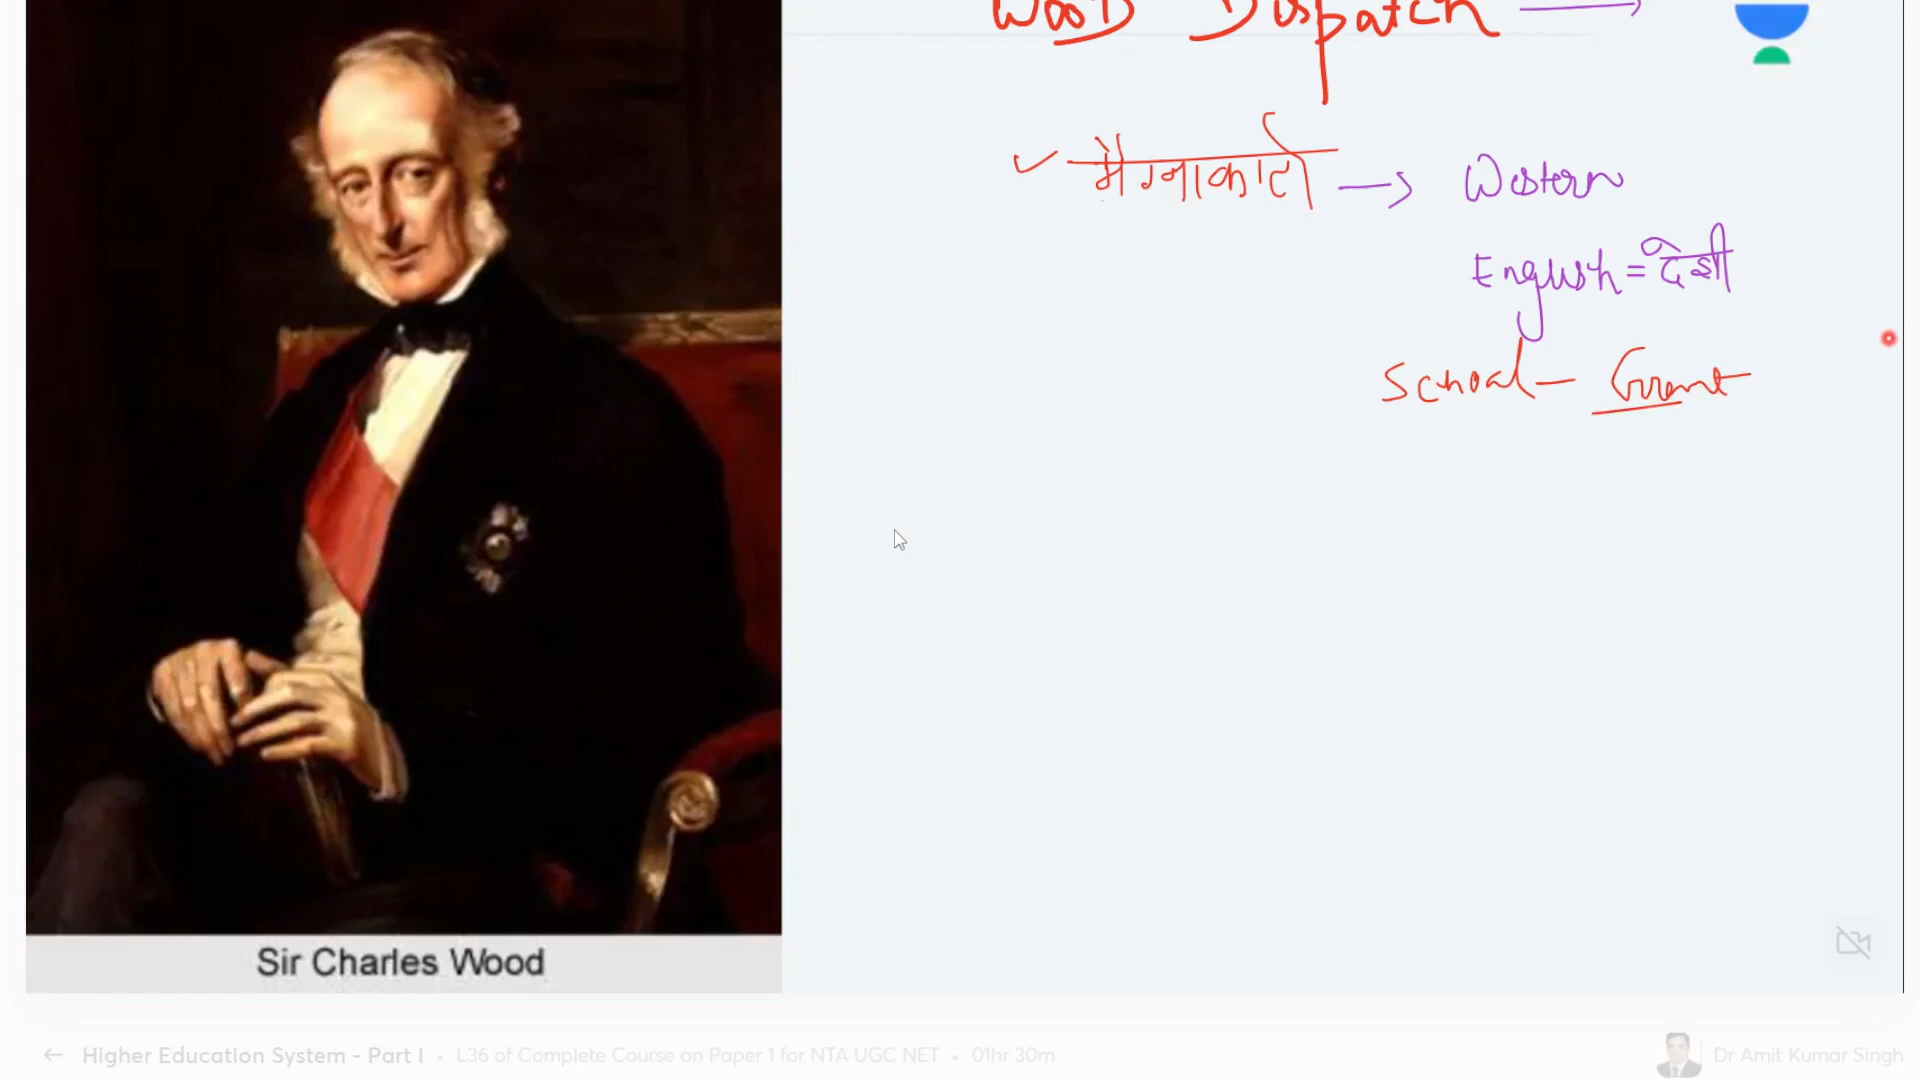 Wood Dispatch →
✓ मैग्नाकार्टा → Western
English = देशी
School - Grant
Sir Charles Wood
← Higher Education System - Part I • L36 of Complete Course on Paper 1 for NTA UGC NET • 01hr 30m
Dr Amit Kumar Singh